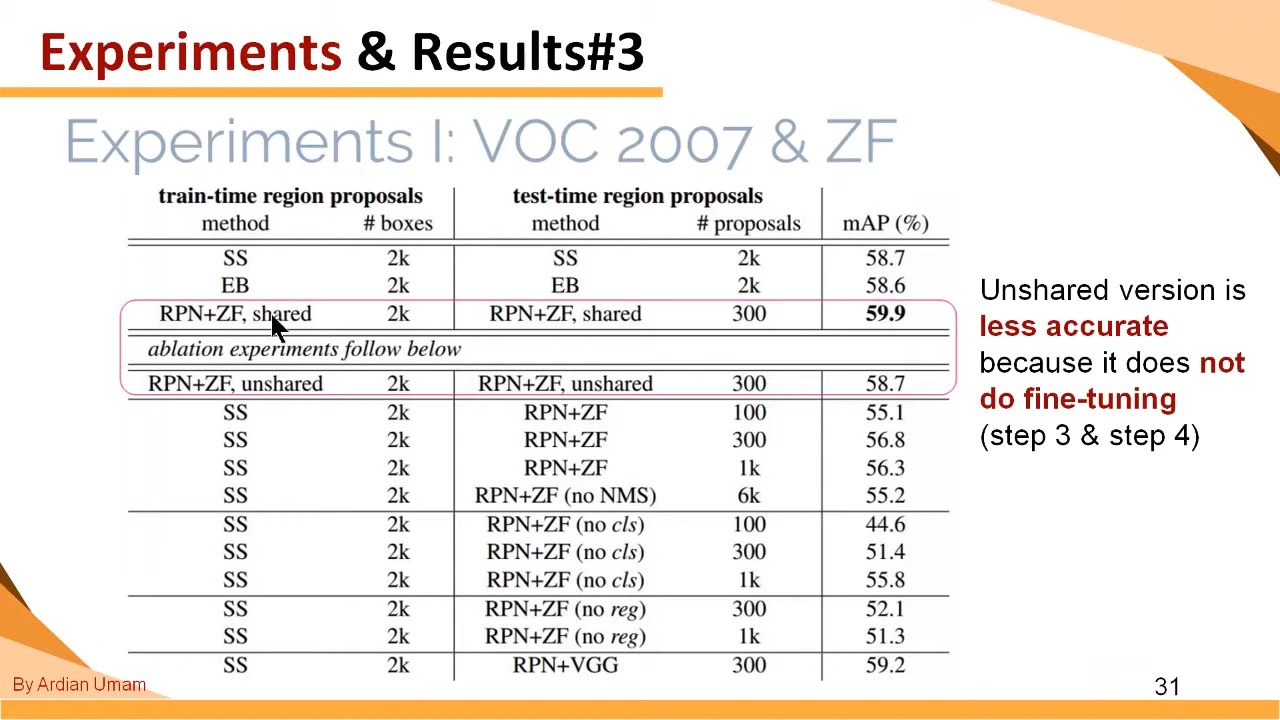 Experiments & Results#3
Experiments I: VOC 2007 & ZF
train-time region proposals test-time region proposals
method # boxes method # proposals mAP (%)
SS 2k SS 2k 58.7
EB 2k EB 2k 58.6
RPN+ZF, shared 2k RPN+ZF, shared 300 59.9
ablation experiments follow below
RPN+ZF, unshared 2k RPN+ZF, unshared 300 58.7
SS 2k RPN+ZF 100 55.1
SS 2k RPN+ZF 300 56.8
SS 2k RPN+ZF 1k 56.3
SS 2k RPN+ZF (no NMS) 6k 55.2
SS 2k RPN+ZF (no cls) 100 44.6
SS 2k RPN+ZF (no cls) 300 51.4
SS 2k RPN+ZF (no cls) 1k 55.8
SS 2k RPN+ZF (no reg) 300 52.1
SS 2k RPN+ZF (no reg) 1k 51.3
SS 2k RPN+VGG 300 59.2
Unshared version is
less accurate
because it does not
do fine-tuning
(step 3 & step 4)
By Ardian Umam
31